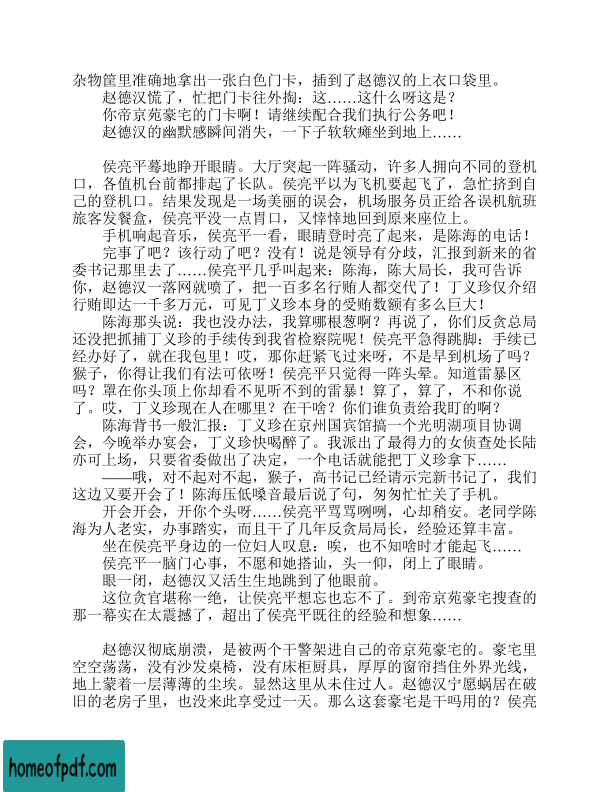 杂物筐里准确地拿出一张白色门卡，插到了赵德汉的上衣口袋里。
赵德汉慌了，忙把门卡往外掏：这……这什么呀这是？
你帝京苑豪宅的门卡啊！请继续配合我们执行公务吧！
赵德汉的幽默感瞬间消失，一下子软软瘫坐到地上……
侯亮平蓦地睁开眼睛。大厅突起一阵骚动，许多人拥向不同的登机
口，各值机台前都排起了长队。侯亮平以为飞机要起飞了，急忙挤到自
己的登机口。结果发现是一场美丽的误会，机场服务员正给各误机航班
旅客发餐盒，侯亮平没一点胃口，又悻悻地回到原来座位上。
手机响起音乐，侯亮平一看，眼睛登时亮了起来，是陈海的电话！
完事了吧？该行动了吧？没有！说是领导有分歧，汇报到新来的省
委书记那里去了……侯亮平几乎叫起来：陈海，陈大局长，我可告诉
你，赵德汉一落网就喷了，把一百多名行贿人都交代了！丁义珍仅介绍
行贿即达一千多万元，可见丁义珍本身的受贿数额有多么巨大！
陈海那头说：我也没办法，我算哪根葱啊？再说了，你们反贪总局
还没把抓捕丁义珍的手续传到我省检察院呢！侯亮平急得跳脚：手续已
经办好了，就在我包里！哎，那你赶紧飞过来呀，不是早到机场了吗？
猴子，你得让我们有法可依呀！侯亮平只觉得一阵头晕。知道雷暴区
吗？罩在你头顶上你却看不见听不到的雷暴！算了，算了，不和你说
了。哎，丁义珍现在人在哪里？在干啥？你们谁负责给我盯的啊？
陈海背书一般汇报：丁义珍在京州国宾馆搞一个光明湖项目协调
会，今晚举办宴会，丁义珍快喝醉了。我派出了最得力的女侦查处长陆
亦可上场，只要省委做出了决定，一个电话就能把丁义珍拿下……
——哦，对不起对不起，猴子，高书记已经请示完新书记了，我们
这边又要开会了！陈海压低嗓音最后说了句，匆匆忙忙关了手机。
开会开会，开你个头呀……侯亮平骂骂咧咧，心却稍安。老同学陈
海为人老实，办事踏实，而且干了几年反贪局局长，经验还算丰富。
坐在侯亮平身边的一位妇人叹息：唉，也不知啥时才能起飞……
侯亮平一脑门心事，不愿和她搭讪，头一仰，闭上了眼睛。
眼一闭，赵德汉又活生生地跳到了他眼前。
这位贪官堪称一绝，让侯亮平想忘也忘不了。到帝京苑豪宅搜查的
那一幕实在太震撼了，超出了侯亮平既往的经验和想象……
赵德汉彻底崩溃，是被两个干警架进自己的帝京苑豪宅的。豪宅里
空空荡荡，没有沙发桌椅，没有床柜厨具，厚厚的窗帘挡住外界光线，
地上蒙着一层薄薄的尘埃。显然这里从未住过人。赵德汉宁愿蜗居在破
旧的老房子里，也没来此享受过一天。那么这套豪宅是干吗用的？侯亮
homeofpdf.com